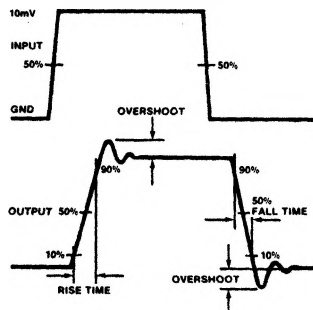 10mV
INPUT
50%
50%
GND
OVERSHOOT
90%
90%
OUTPUT
50%
50%
FALL TIME
10%
10%
RISE TIME
OVERSHOOT